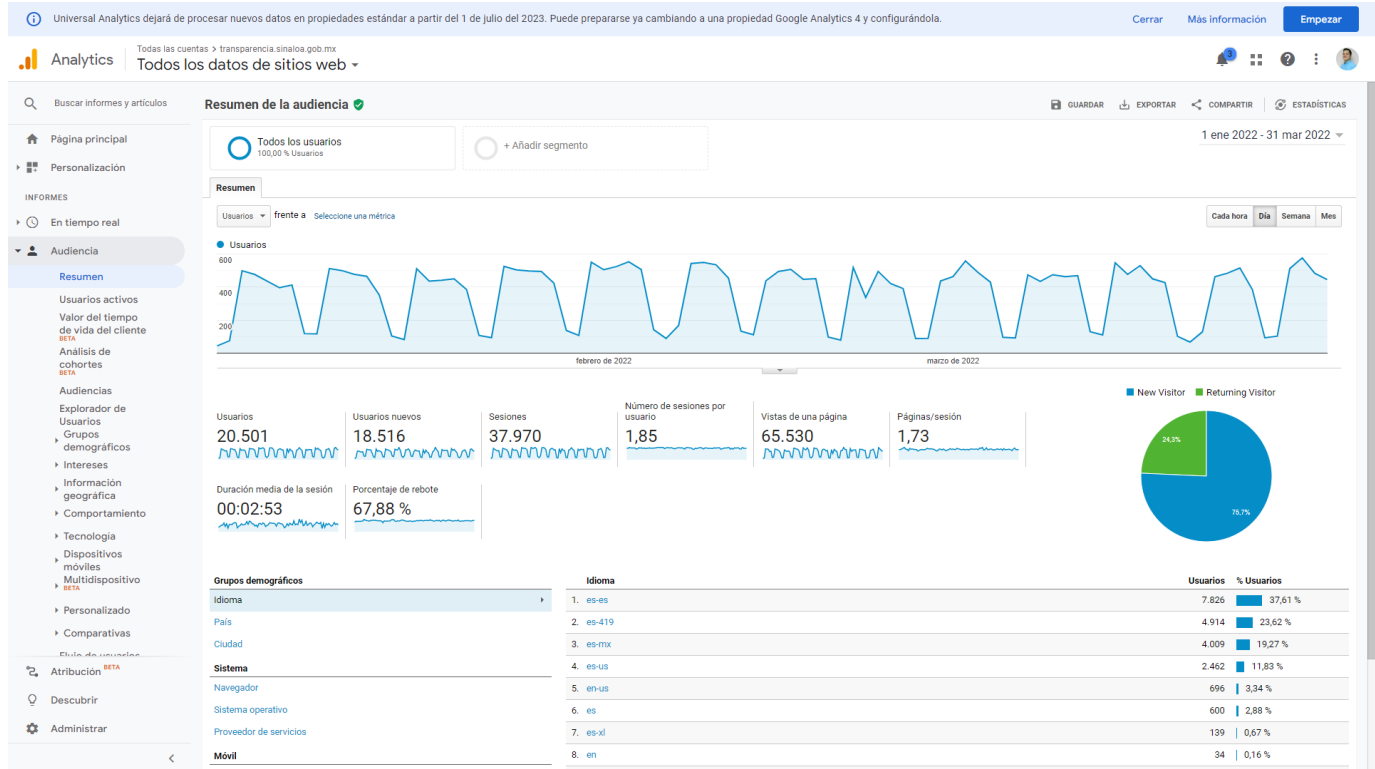 Universal Analytics dejará de procesar nuevos datos en propiedades estándar a partir del 1 de julio del 2023. Puede prepararse ya cambiando a una propiedad Google Analytics 4 y configurándola.
Cerrar
Más información
Empezar
Analytics
Todas las cuentas > transparencia.sinaloa.gob.mx
Todos los datos de sitios web
3
Buscar informes y artículos
Página principal
Personalización
INFORMES
En tiempo real
Audiencia
Resumen
Usuarios activos
Valor del tiempo
de vida del cliente
BETA
Análisis de
cohortes
BETA
Audiencias
Explorador de
Usuarios
Grupos
demográficos
Intereses
Información
geográfica
Comportamiento
Tecnología
Dispositivos
móviles
Multidispositivo
BETA
Personalizado
Comparativas
Flujo de usuarios
Atribución BETA
Descubrir
Administrar
Resumen de la audiencia
GUARDAR
EXPORTAR
COMPARTIR
ESTADÍSTICAS
Todos los usuarios
100,00 % Usuarios
+ Añadir segmento
1 ene 2022 - 31 mar 2022
Resumen
Usuarios
frente a
Seleccione una métrica
Cada hora
Día
Semana
Mes
Usuarios
600
400
200
febrero de 2022
marzo de 2022
New Visitor
Returning Visitor
24,3%
75,7%
Usuarios
20.501
Usuarios nuevos
18.516
Sesiones
37.970
Número de sesiones por
usuario
1,85
Vistas de una página
65.530
Páginas/sesión
1,73
Duración media de la sesión
00:02:53
Porcentaje de rebote
67,88 %
Grupos demográficos
Idioma
País
Ciudad
Sistema
Navegador
Sistema operativo
Proveedor de servicios
Móvil
Idioma Usuarios % Usuarios
1. es-es 7.826 37,61 %
2. es-419 4.914 23,62 %
3. es-mx 4.009 19,27 %
4. es-us 2.462 11,83 %
5. en-us 696 3,34 %
6. es 600 2,88 %
7. es-xl 139 0,67 %
8. en 34 0,16 %